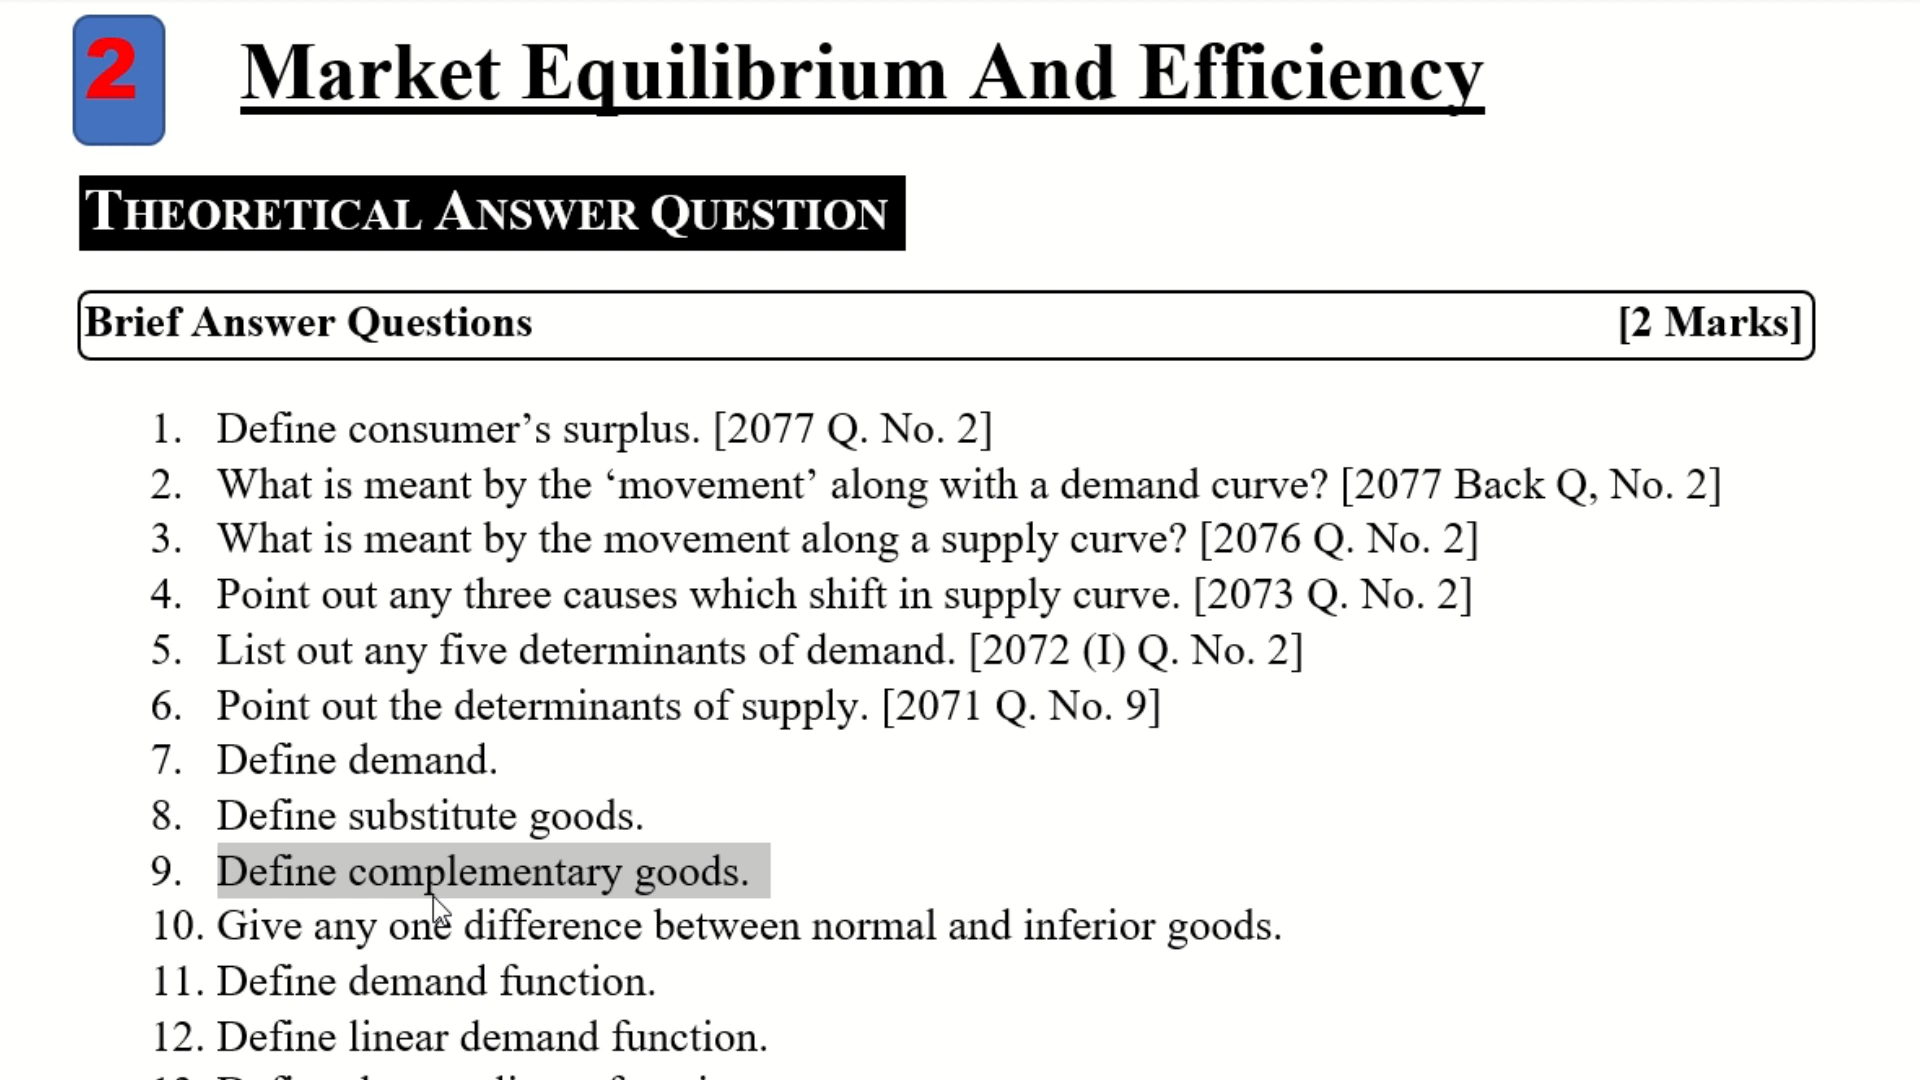 2
Market Equilibrium And Efficiency
THEORETICAL ANSWER QUESTION
Brief Answer Questions [2 Marks]
1. Define consumer’s surplus. [2077 Q. No. 2]
2. What is meant by the ‘movement’ along with a demand curve? [2077 Back Q, No. 2]
3. What is meant by the movement along a supply curve? [2076 Q. No. 2]
4. Point out any three causes which shift in supply curve. [2073 Q. No. 2]
5. List out any five determinants of demand. [2072 (I) Q. No. 2]
6. Point out the determinants of supply. [2071 Q. No. 9]
7. Define demand.
8. Define substitute goods.
9. Define complementary goods.
10. Give any one difference between normal and inferior goods.
11. Define demand function.
12. Define linear demand function.